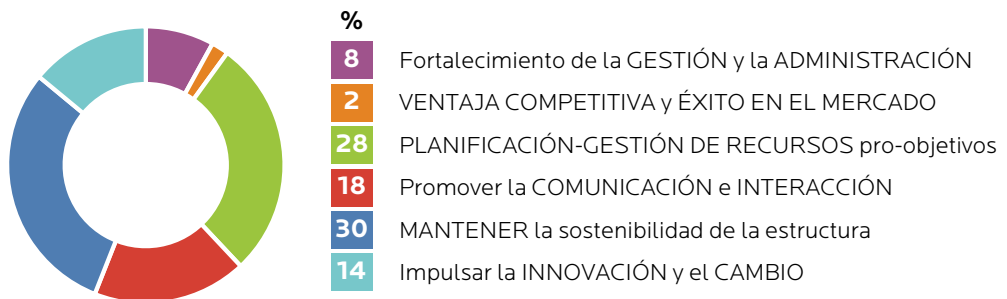 %
8 Fortalecimiento de la GESTIÓN y la ADMINISTRACIÓN
2 VENTAJA COMPETITIVA y ÉXITO EN EL MERCADO
28 PLANIFICACIÓN-GESTIÓN DE RECURSOS pro-objetivos
18 Promover la COMUNICACIÓN e INTERACCIÓN
30 MANTENER la sostenibilidad de la estructura
14 Impulsar la INNOVACIÓN y el CAMBIO